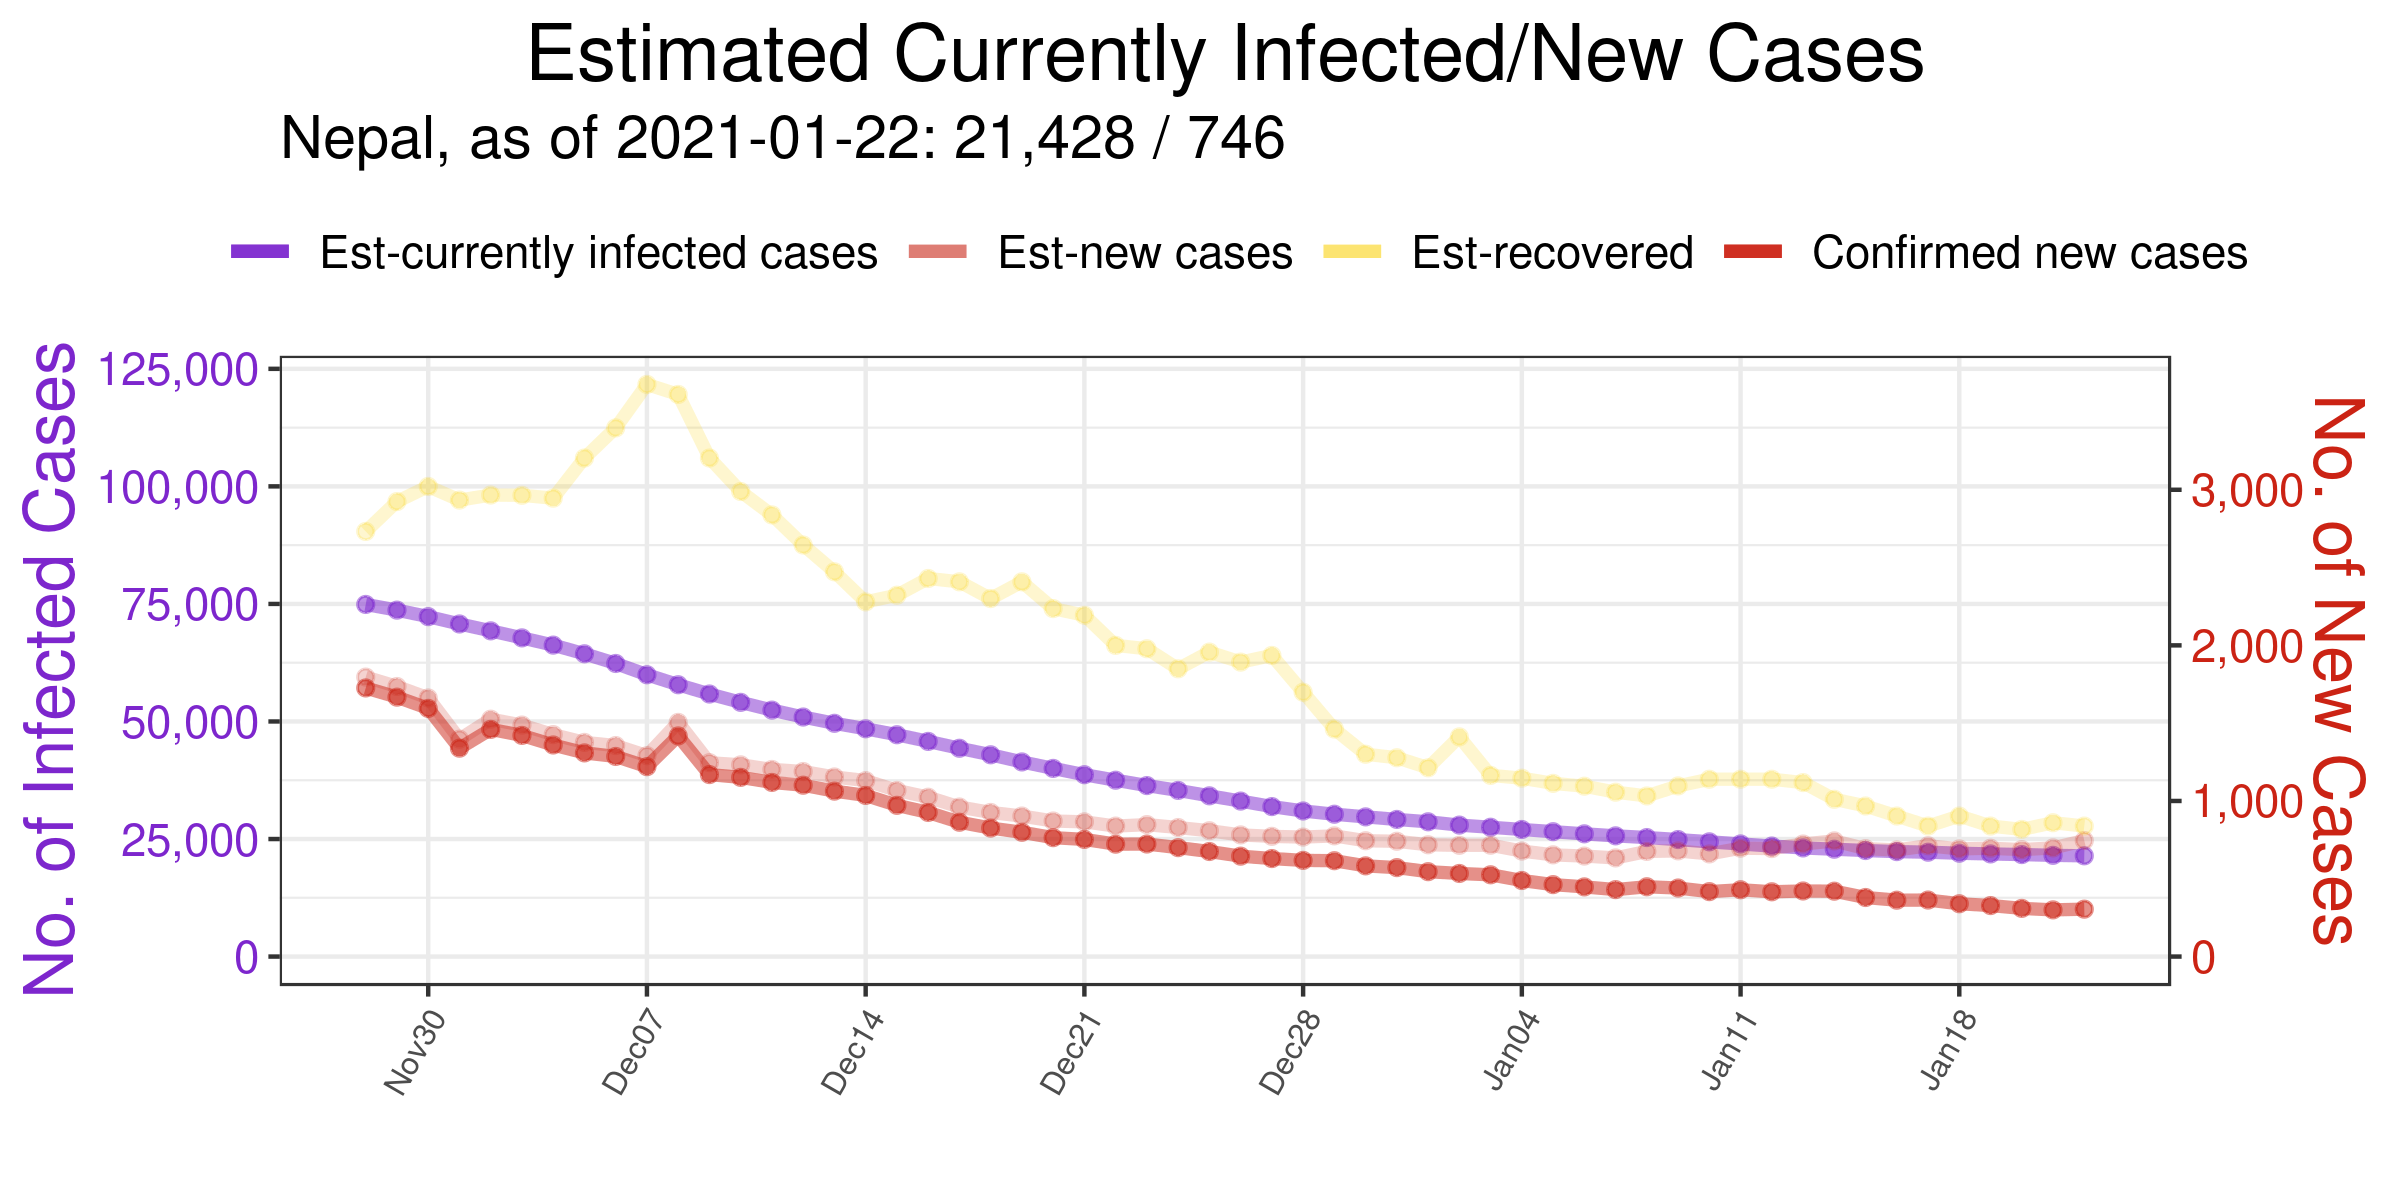 Estimated Currently Infected/New Cases
Nepal, as of 2021-01-22: 21,428 / 746
Est-currently infected cases Est-new cases Est-recovered Confirmed new cases
No. of Infected Cases
125,000
100,000
75,000
50,000
25,000
0
3,000
2,000
1,000
0
No. of New Cases
Nov30 Dec07 Dec14 Dec21 Dec28 Jan04 Jan11 Jan18